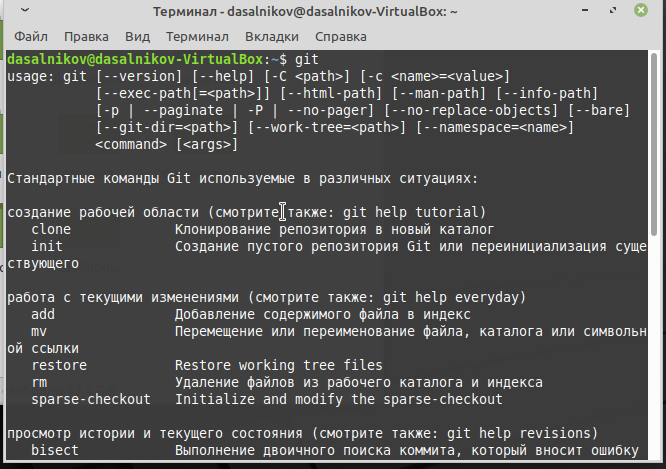 Терминал - dasalnikov@dasalnikov-VirtualBox: ~
Файл Правка Вид Терминал Вкладки Справка
dasalnikov@dasalnikov-VirtualBox:~$ git
usage: git [--version] [--help] [-C <path>] [-c <name>=<value>]
           [--exec-path[=<path>]] [--html-path] [--man-path] [--info-path]
           [-p | --paginate | -P | --no-pager] [--no-replace-objects] [--bare]
           [--git-dir=<path>] [--work-tree=<path>] [--namespace=<name>]
           <command> [<args>]
Стандартные команды Git используемые в различных ситуациях:
создание рабочей области (смотрите также: git help tutorial)
   clone             Клонирование репозитория в новый каталог
   init              Создание пустого репозитория Git или переинициализация суще
ствующего
работа с текущими изменениями (смотрите также: git help everyday)
   add               Добавление содержимого файла в индекс
   mv                Перемещение или переименование файла, каталога или символьн
ой ссылки
   restore           Restore working tree files
   rm                Удаление файлов из рабочего каталога и индекса
   sparse-checkout   Initialize and modify the sparse-checkout
просмотр истории и текущего состояния (смотрите также: git help revisions)
   bisect            Выполнение двоичного поиска коммита, который вносит ошибку